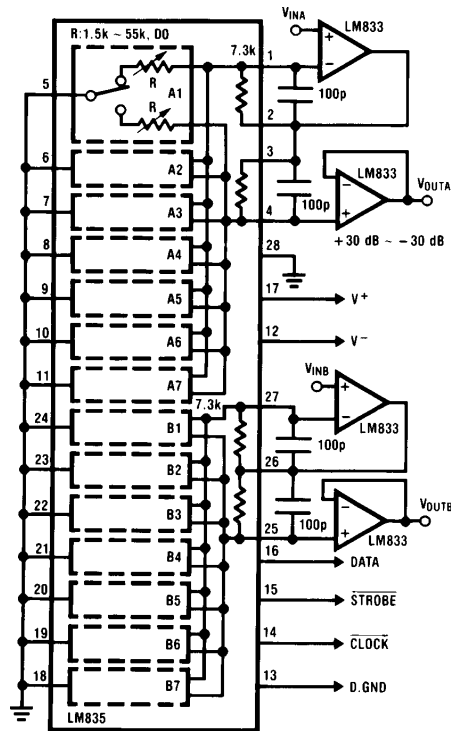 R:1.5k ~ 55k, DO
R
A1
R
5
6
A2
7
A3
8
A4
9
A5
10
A6
11
A7
24
B1
23
B2
22
B3
21
B4
20
B5
19
B6
18
B7
LM835
7.3k
1
2
3
4
28
17
12
V+
V−
VINA
+
−
LM833
100p
100p
−
+
LM833
VOUTA
+30 dB ~ −30 dB
7.3k
27
26
25
16
DATA
15
STROBE
14
CLOCK
13
D.GND
VINB
+
−
LM833
100p
100p
−
+
LM833
VOUTB